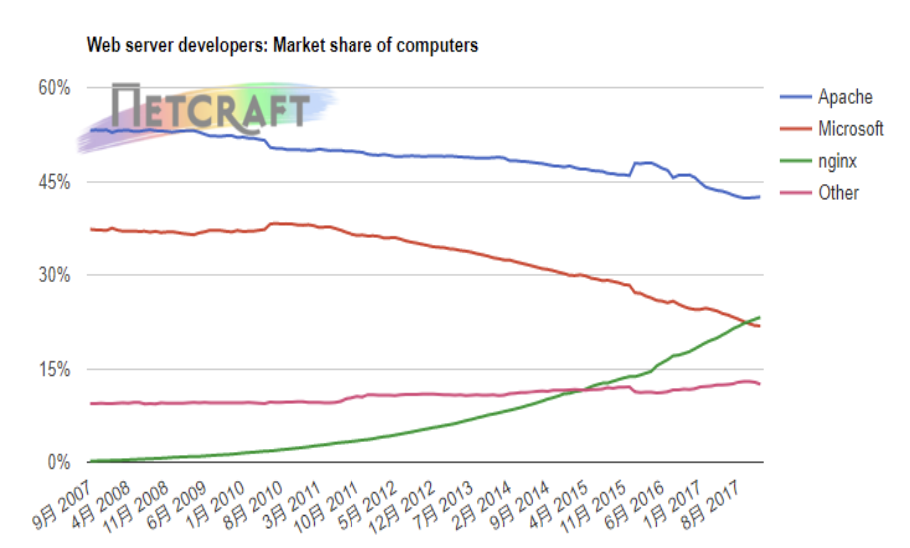 Web server developers: Market share of computers
60%
NETCRAFT
Apache
Microsoft
nginx
Other
45%
30%
15%
0%
9月 2007
4月 2008
11月 2008
6月 2009
1月 2010
8月 2010
3月 2011
10月 2011
5月 2012
12月 2012
7月 2013
2月 2014
9月 2014
4月 2015
11月 2015
6月 2016
1月 2017
8月 2017